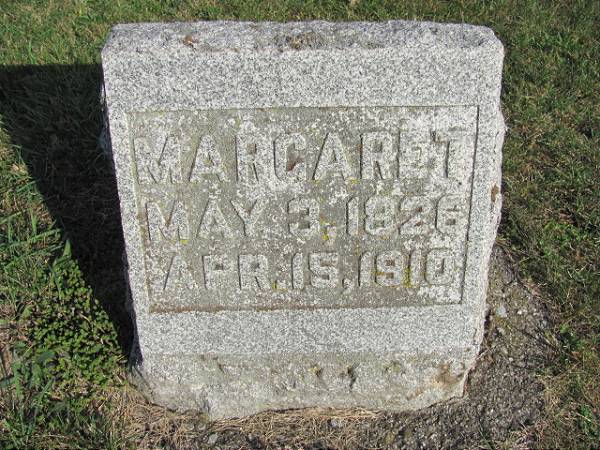 MARGARET
MAY 3, 1826
APR. 15, 1910